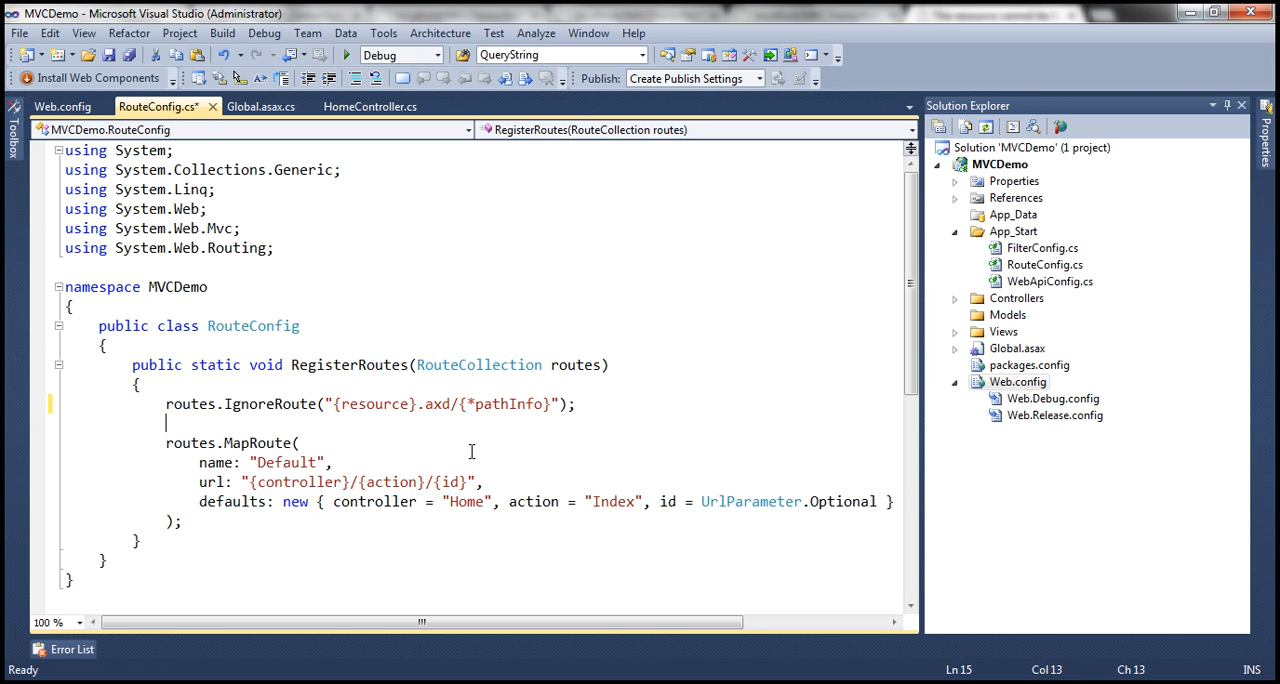 MVCDemo - Microsoft Visual Studio (Administrator)
File Edit View Refactor Project Build Debug Team Data Tools Architecture Test Analyze Window Help
Debug QueryString
Install Web Components Publish: Create Publish Settings
Web.config RouteConfig.cs* Global.asax.cs HomeController.cs
Solution Explorer
Toolbox
Properties
MVCDemo.RouteConfig RegisterRoutes(RouteCollection routes)
using System;
using System.Collections.Generic;
using System.Linq;
using System.Web;
using System.Web.Mvc;
using System.Web.Routing;
namespace MVCDemo
{
public class RouteConfig
{
public static void RegisterRoutes(RouteCollection routes)
{
routes.IgnoreRoute("{resource}.axd/{*pathInfo}");
routes.MapRoute(
name: "Default",
url: "{controller}/{action}/{id}",
defaults: new { controller = "Home", action = "Index", id = UrlParameter.Optional }
);
}
}
}
100 %
Solution 'MVCDemo' (1 project)
MVCDemo
Properties
References
App_Data
App_Start
FilterConfig.cs
RouteConfig.cs
WebApiConfig.cs
Controllers
Models
Views
Global.asax
packages.config
Web.config
Web.Debug.config
Web.Release.config
Error List
Ready Ln 15 Col 13 Ch 13 INS